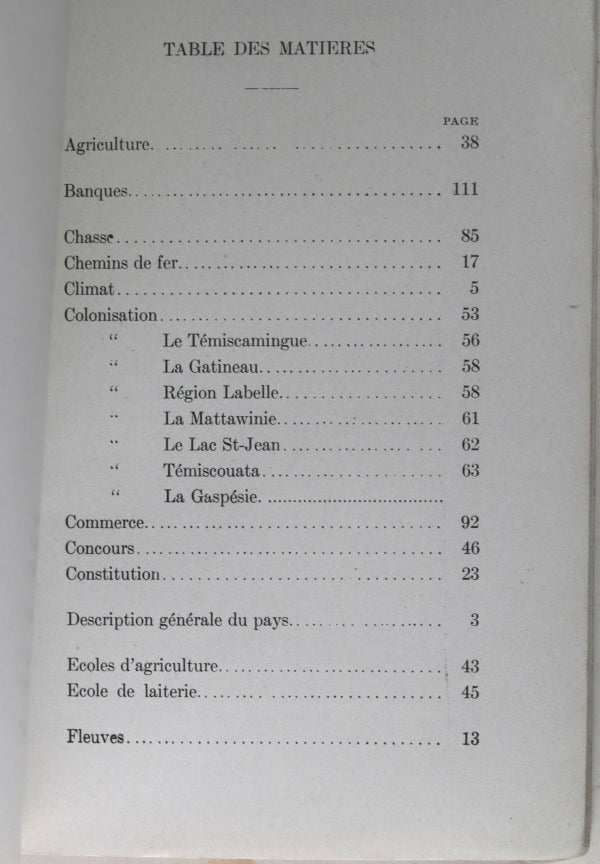 TABLE DES MATIERES
PAGE
Agriculture. ........ .. ...... ..................... 38
Banques....................................... 111
Chasse........................................ 85
Chemins de fer................................. 17
Climat........................................ 5
Colonisation................................... 53
“ Le Témiscamingue.................. 56
“ La Gatineau....................... 58
“ Région Labelle.................... 58
“ La Mattawinie..................... 61
“ Le Lac St-Jean.................... 62
“ Témiscouata...................... 63
“ La Gaspésie. ..................................
Commerce..................................... 92
Concours...................................... 46
Constitution................................... 23
Description générale du pays..................... 3
Ecoles d'agriculture............................ 43
Ecole de laiterie............................... 45
Fleuves....................................... 13